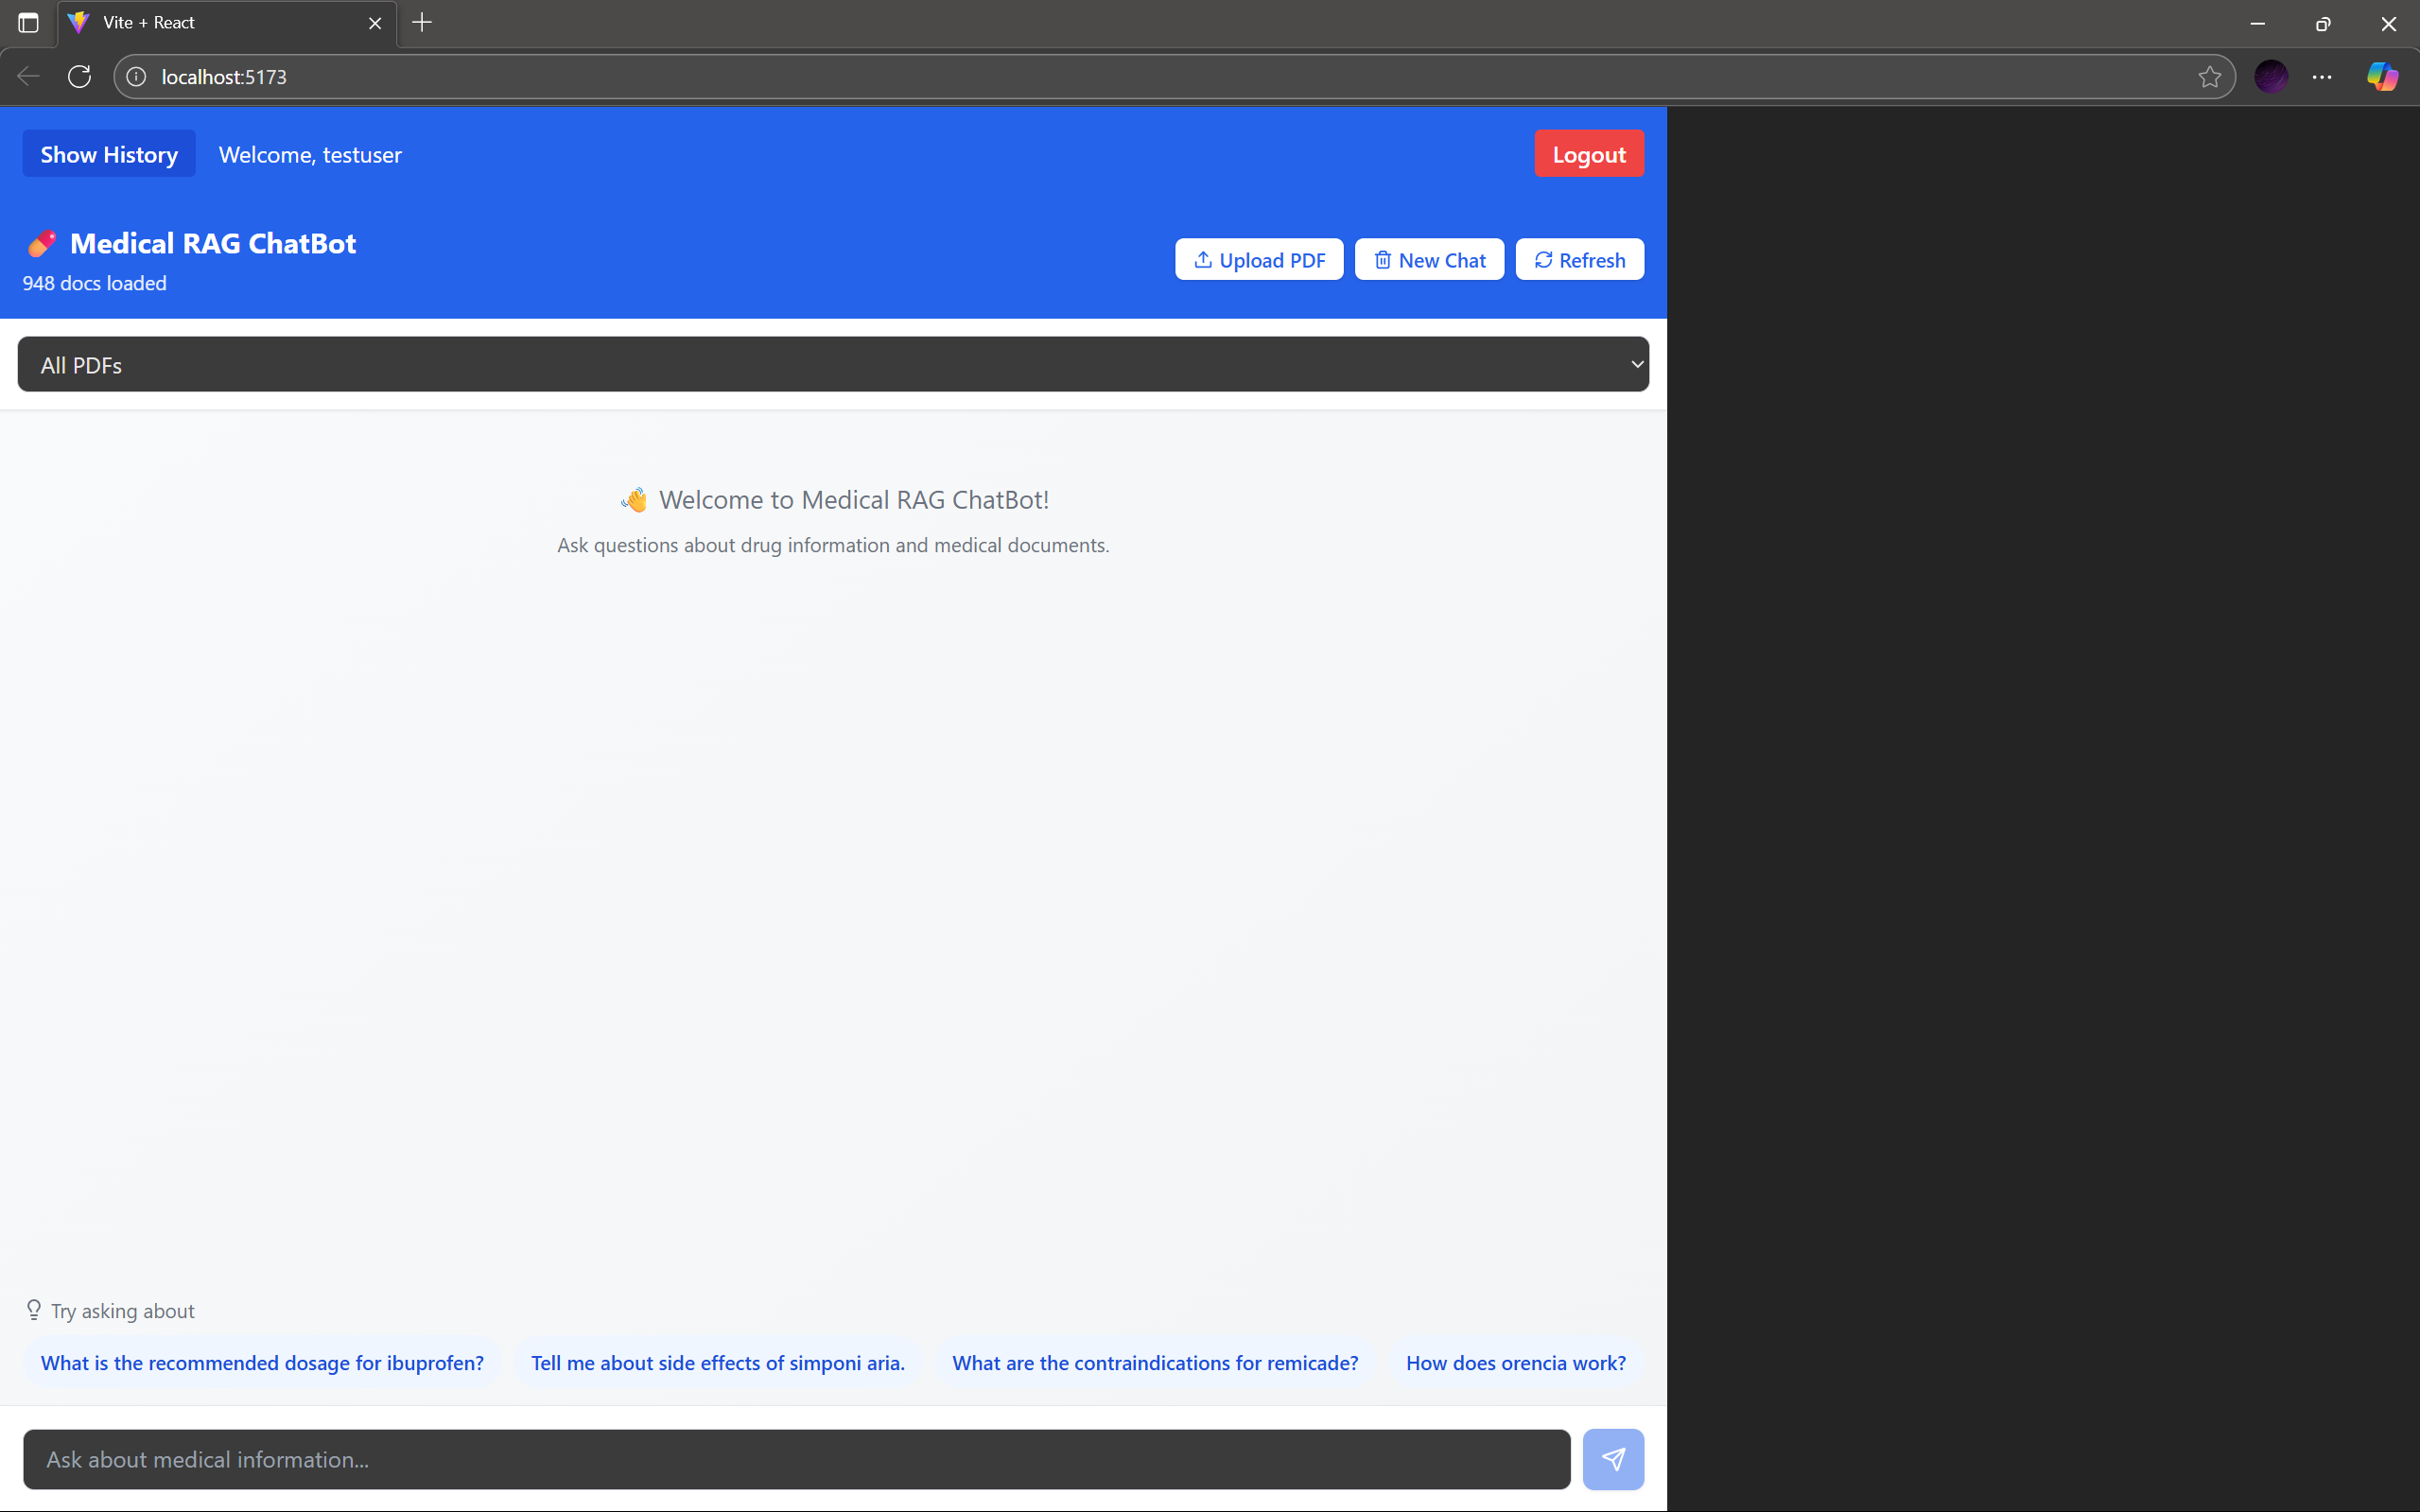 Vite + React
localhost:5173
Show History
Welcome, testuser
Logout
Medical RAG ChatBot
948 docs loaded
Upload PDF
New Chat
Refresh
All PDFs
Welcome to Medical RAG ChatBot!
Ask questions about drug information and medical documents.
Try asking about
What is the recommended dosage for ibuprofen?
Tell me about side effects of simponi aria.
What are the contraindications for remicade?
How does orencia work?
Ask about medical information...